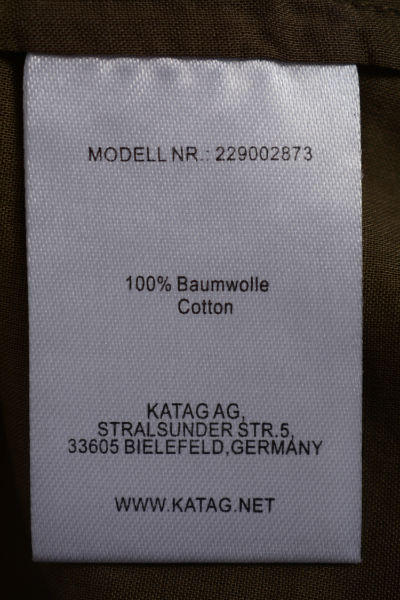 MODELL NR.: 229002873
100% Baumwolle
Cotton
KATAG AG,
STRALSUNDER STR.5,
33605 BIELEFELD,GERMANY
WWW.KATAG.NET